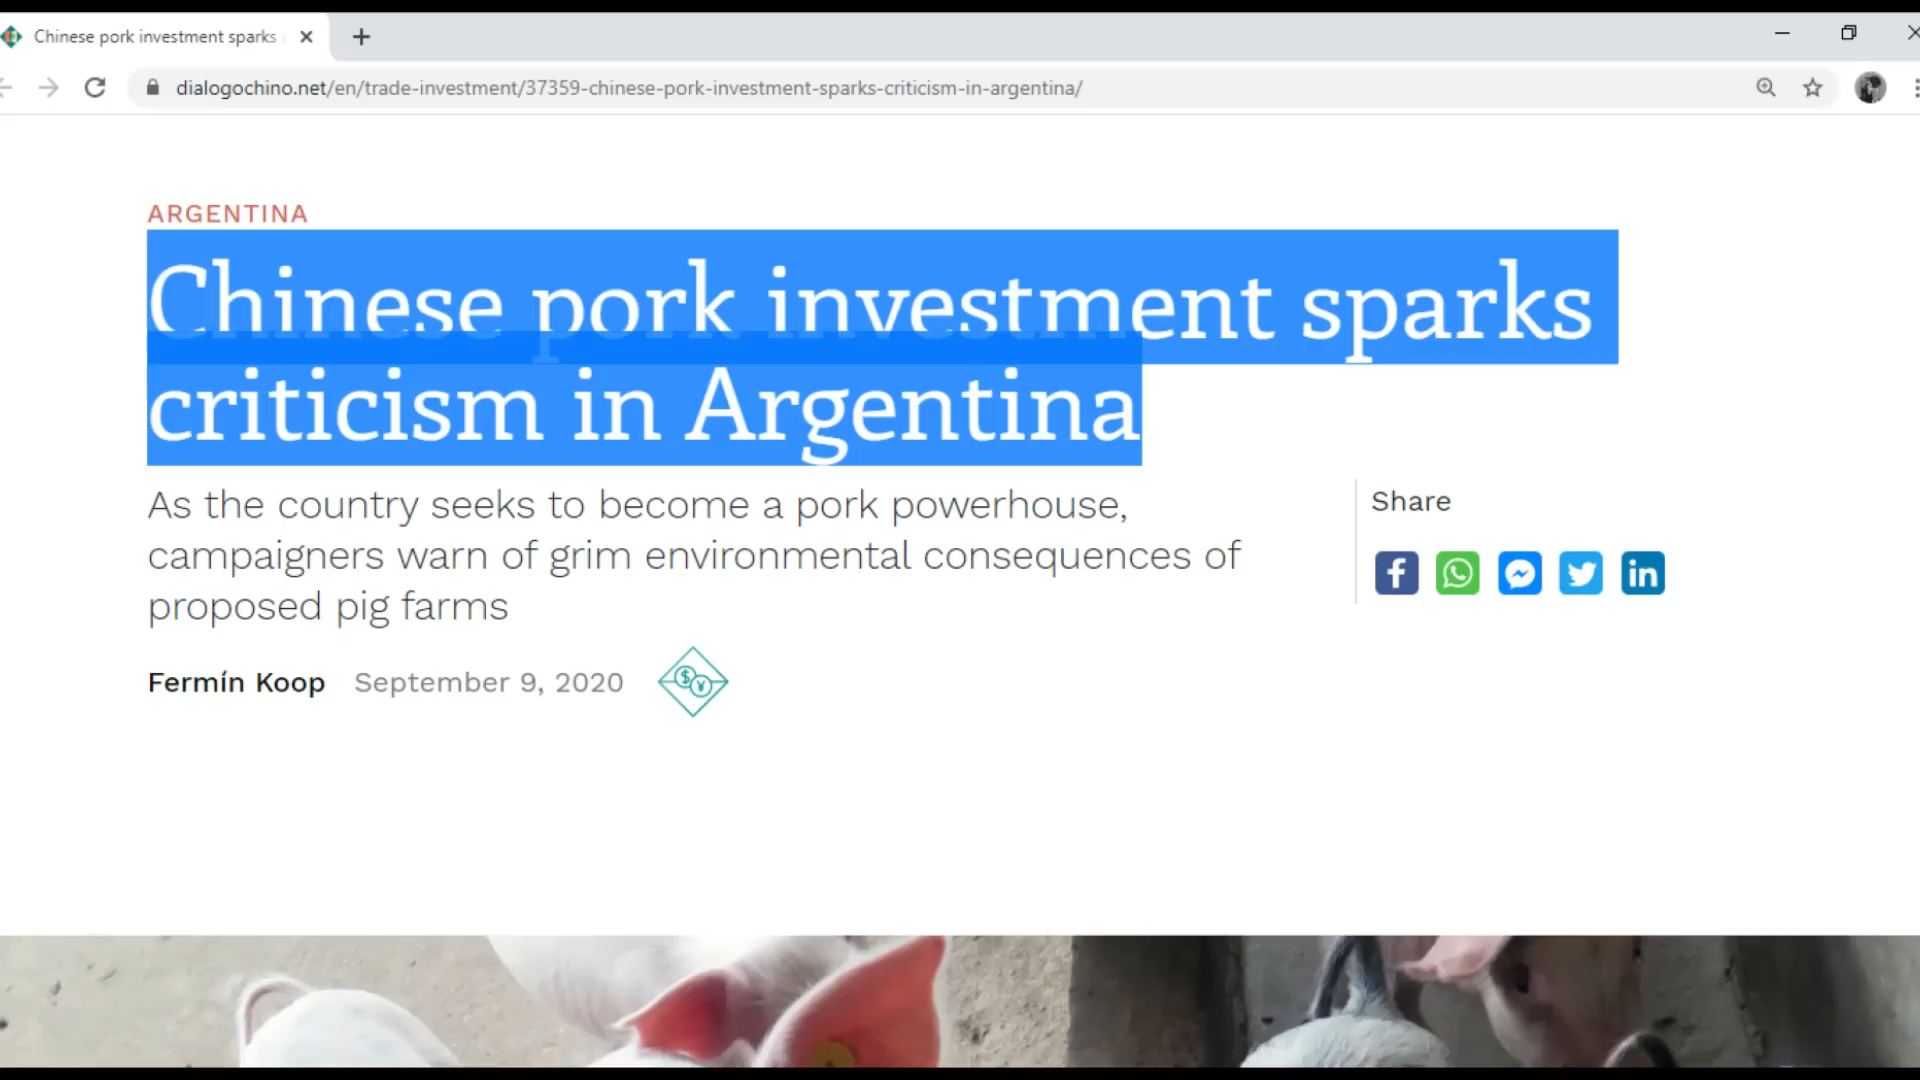 Chinese pork investment sparks
dialogochino.net/en/trade-investment/37359-chinese-pork-investment-sparks-criticism-in-argentina/
ARGENTINA
Chinese pork investment sparks
criticism in Argentina
As the country seeks to become a pork powerhouse,
campaigners warn of grim environmental consequences of
proposed pig farms
Share
Fermín Koop September 9, 2020